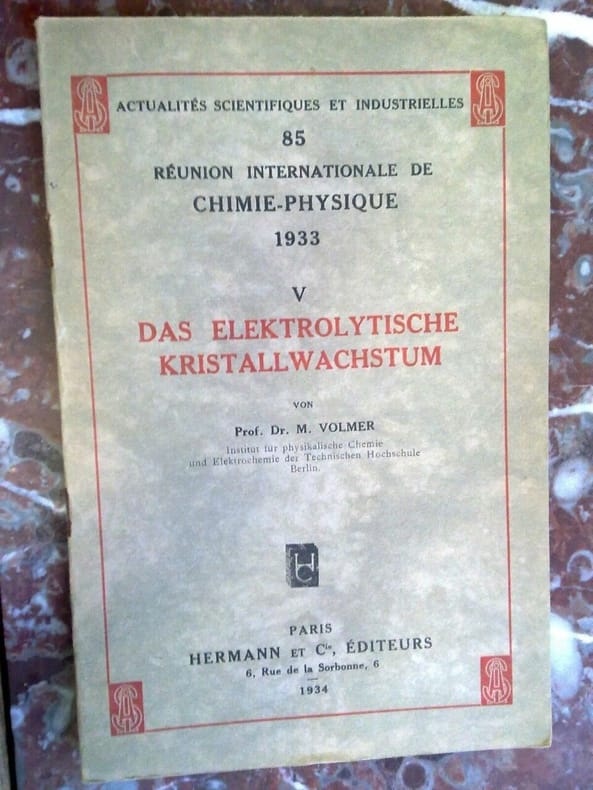 ACTUALITÉS SCIENTIFIQUES ET INDUSTRIELLES
85
RÉUNION INTERNATIONALE DE
CHIMIE-PHYSIQUE
1933
V
DAS ELEKTROLYTISCHE
KRISTALLWACHSTUM
VON
Prof. Dr. M. VOLMER
Institut für physikalische Chemie
und Elektrochemie der Technischen Hochschule
Berlin.
HC
PARIS
HERMANN ET Cie, ÉDITEURS
6, Rue de la Sorbonne, 6
1934